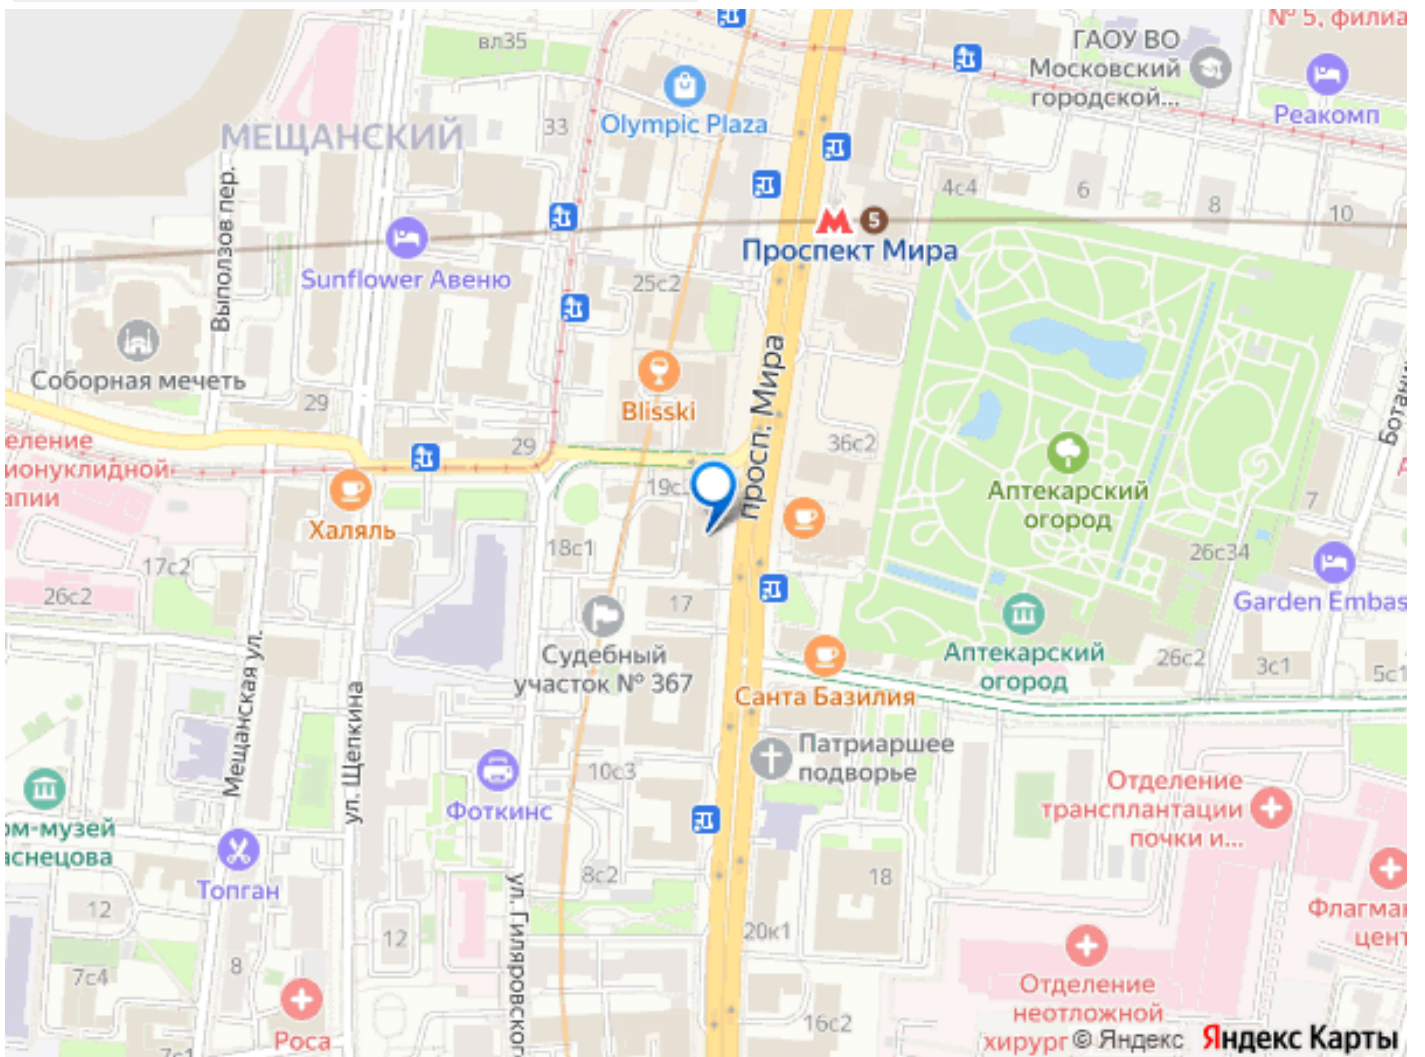 № 5, филиа
вл35
ГАОУ ВО
Московский
городской...
Реакомп
Olympic Plaza
МЕЩАНСКИЙ
33
4с4
6
8
10
5
Проспект Мира
Выползов пер.
Sunflower Авеню
25с2
Соборная мечеть
29
Blisski
просп. Мира
36с2
29
еление
ионуклидной
апии
Халяль
19с
Аптекарский
огород
7
18с1
17с2
26с2
17
26с34
Garden Embas
Судебный
участок № 367
Аптекарский
огород
26с2
3с1
5с1
Санта Базилия
Мещанская ул.
ул. Щепкина
Патриаршее
подворье
10с3
Фоткинс
Отделение
трансплантации
почки и...
ом-музей
аснецова
Топган
8с2
18
12
12
20к1
Флагман
цент
7с4
8
ул. Гиляровского
Отделение
неотложной
хирург
Роса
16с2
7с1
© Яндекс Яндекс Карты